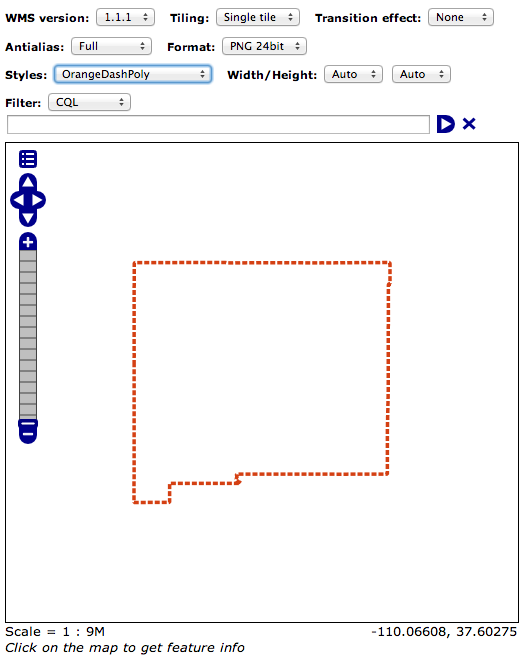 WMS version: 1.1.1 Tiling: Single tile Transition effect: None
Antialias: Full Format: PNG 24bit
Styles: OrangeDashPoly Width/Height: Auto Auto
Filter: CQL
Scale = 1 : 9M -110.06608, 37.60275
Click on the map to get feature info